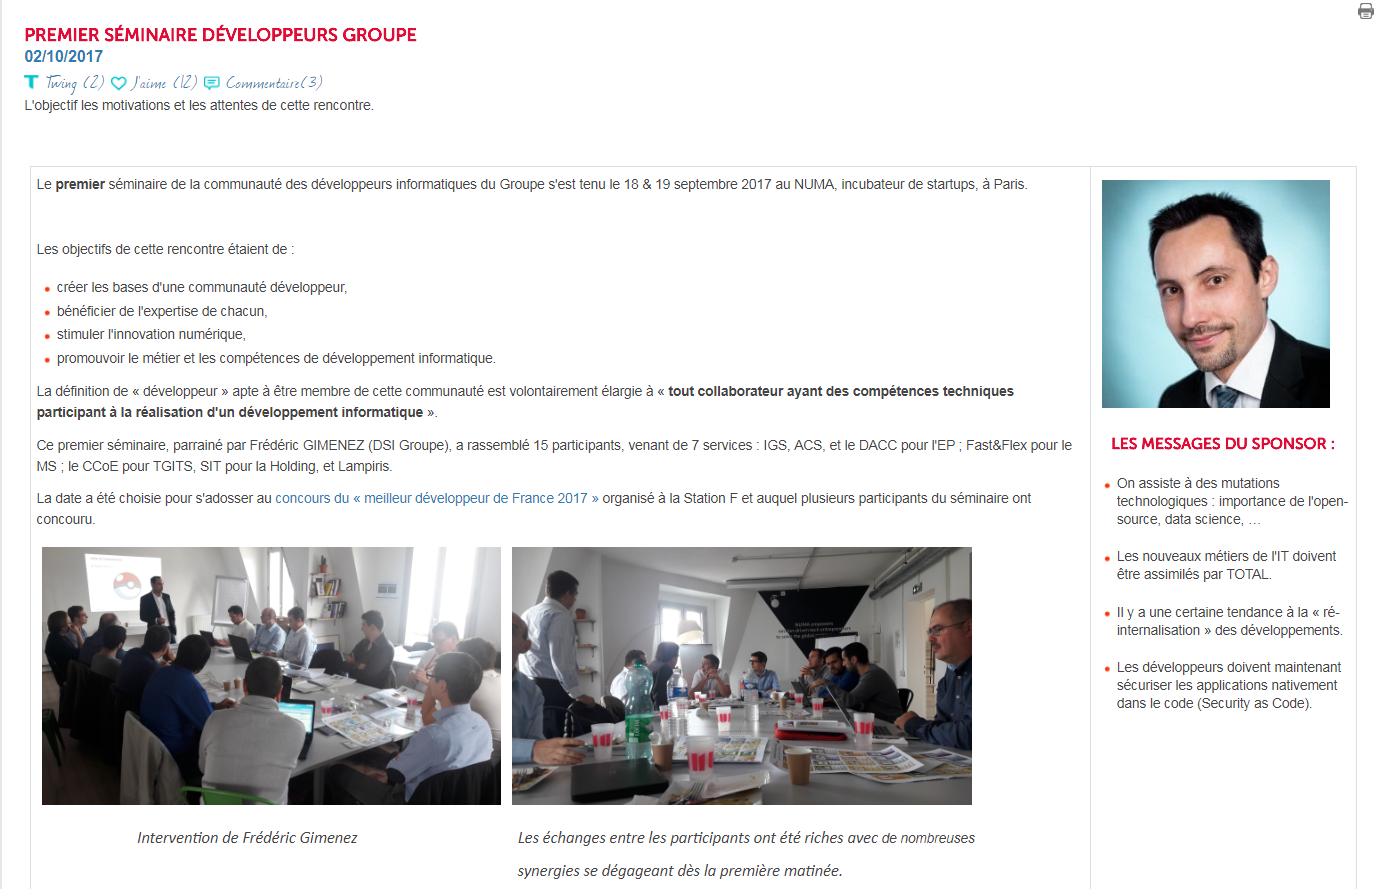 PREMIER SÉMINAIRE DÉVELOPPEURS GROUPE
02/10/2017
Twing (2) J'aime (12) Commentaire(3)
L'objectif les motivations et les attentes de cette rencontre.
Le premier séminaire de la communauté des développeurs informatiques du Groupe s'est tenu le 18 & 19 septembre 2017 au NUMA, incubateur de startups, à Paris.
Les objectifs de cette rencontre étaient de :
créer les bases d'une communauté développeur,
bénéficier de l'expertise de chacun,
stimuler l'innovation numérique,
promouvoir le métier et les compétences de développement informatique.
La définition de « développeur » apte à être membre de cette communauté est volontairement élargie à « tout collaborateur ayant des compétences techniques
participant à la réalisation d'un développement informatique ».
Ce premier séminaire, parrainé par Frédéric GIMENEZ (DSI Groupe), a rassemblé 15 participants, venant de 7 services : IGS, ACS, et le DACC pour l'EP ; Fast&Flex pour le
MS ; le CCoE pour TGITS, SIT pour la Holding, et Lampiris.
La date a été choisie pour s'adosser au concours du « meilleur développeur de France 2017 » organisé à la Station F et auquel plusieurs participants du séminaire ont
concouru.
NUMA empowers
Intervention de Frédéric Gimenez
Les échanges entre les participants ont été riches avec de nombreuses
synergies se dégageant dès la première matinée.
LES MESSAGES DU SPONSOR :
On assiste à des mutations
technologiques : importance de l'open-
source, data science, …
Les nouveaux métiers de l'IT doivent
être assimilés par TOTAL.
Il y a une certaine tendance à la « ré-
internalisation » des développements.
Les développeurs doivent maintenant
sécuriser les applications nativement
dans le code (Security as Code).